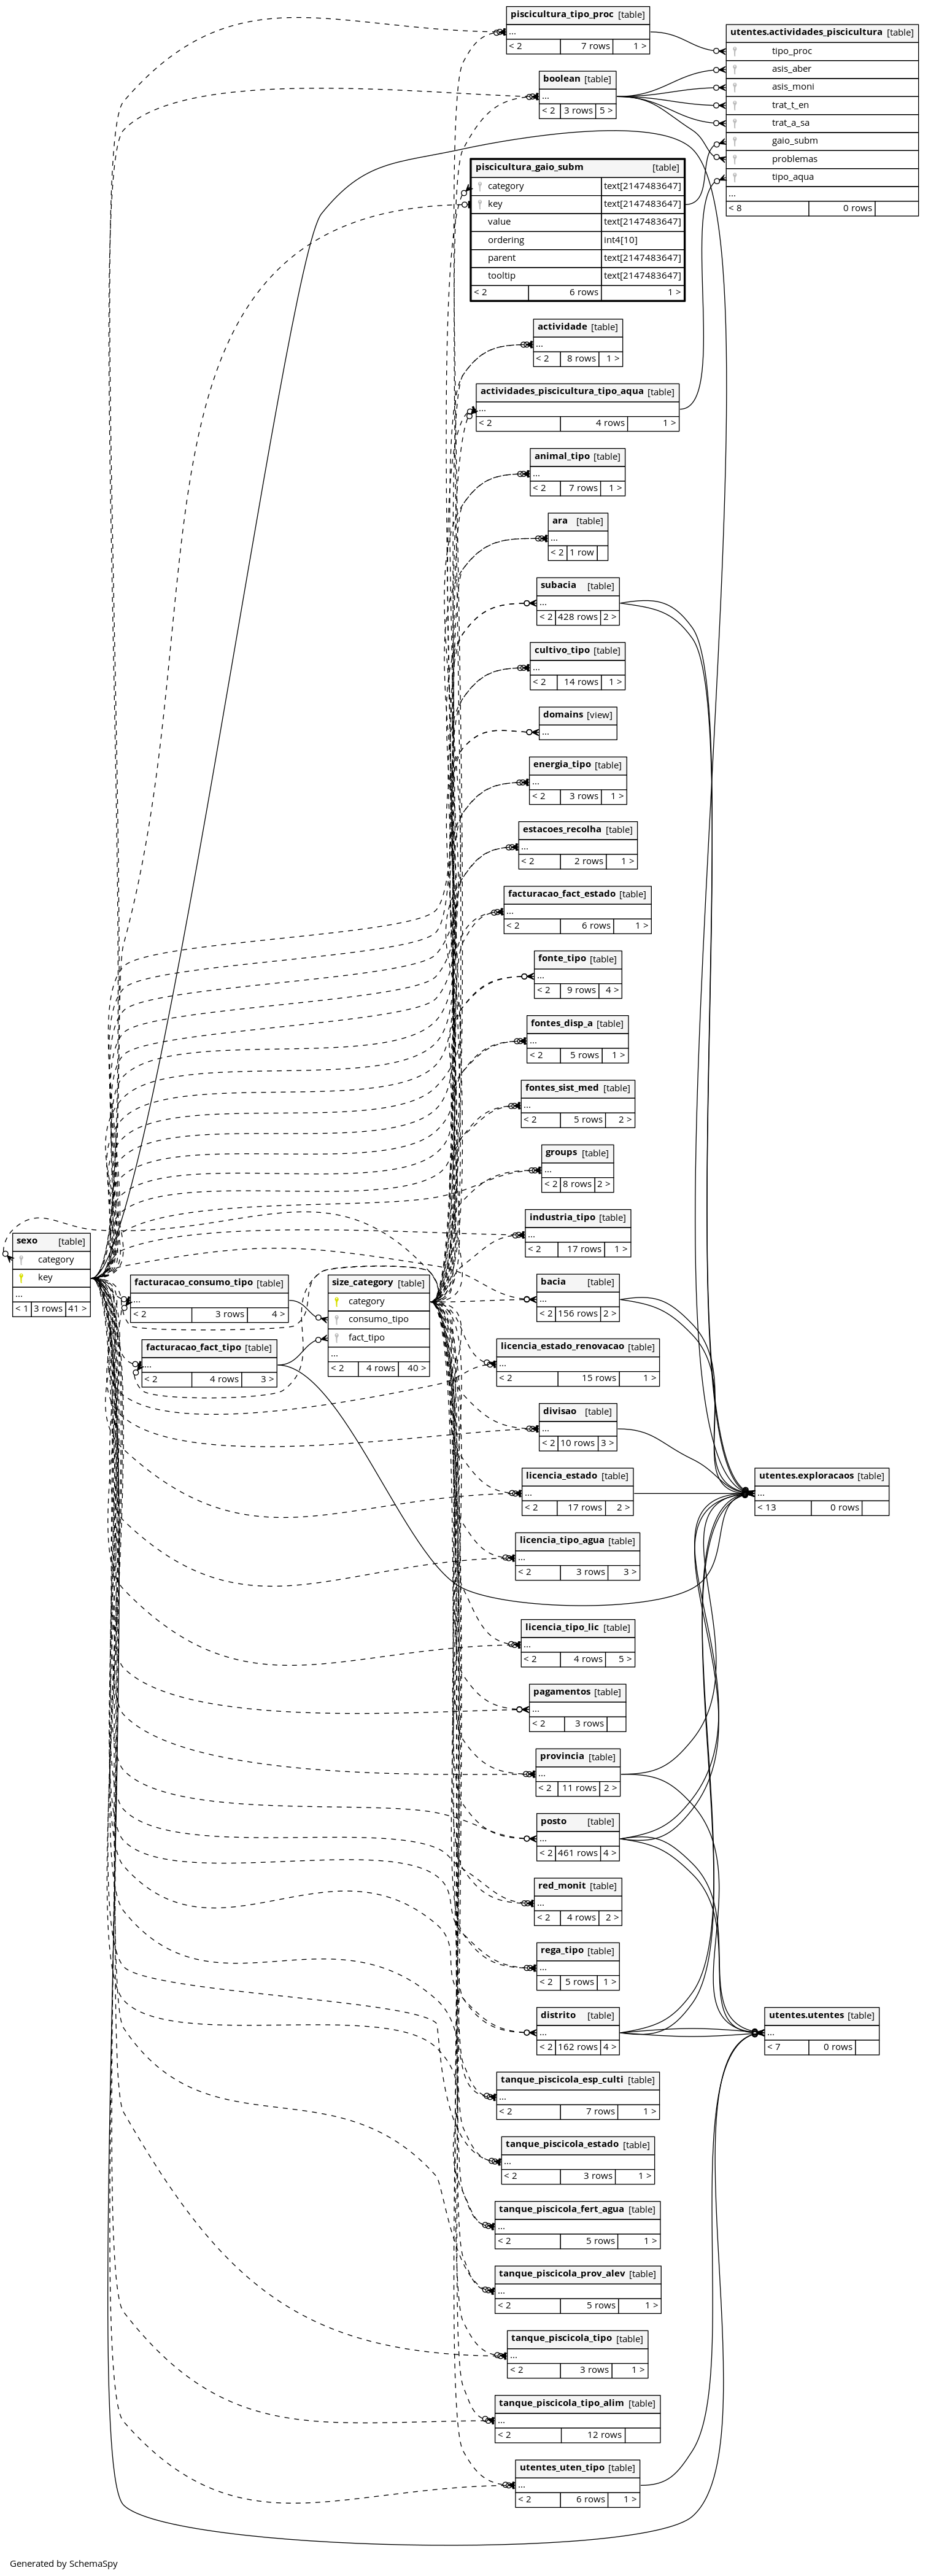 piscicultura_tipo_proc [table]
...
< 2 7 rows 1 >
utentes.actividades_piscicultura [table]
tipo_proc
asis_aber
asis_moni
trat_t_en
trat_a_sa
gaio_subm
problemas
tipo_aqua
...
< 8 0 rows
boolean [table]
...
< 2 3 rows 5 >
piscicultura_gaio_subm [table]
category text[2147483647]
key text[2147483647]
value text[2147483647]
ordering int4[10]
parent text[2147483647]
tooltip text[2147483647]
< 2 6 rows 1 >
actividade [table]
...
< 2 8 rows 1 >
actividades_piscicultura_tipo_aqua [table]
...
< 2 4 rows 1 >
animal_tipo [table]
...
< 2 7 rows 1 >
ara [table]
...
< 2 1 row
subacia [table]
...
< 2 428 rows 2 >
cultivo_tipo [table]
...
< 2 14 rows 1 >
domains [view]
...
energia_tipo [table]
...
< 2 3 rows 1 >
estacoes_recolha [table]
...
< 2 2 rows 1 >
facturacao_fact_estado [table]
...
< 2 6 rows 1 >
fonte_tipo [table]
...
< 2 9 rows 4 >
fontes_disp_a [table]
...
< 2 5 rows 1 >
fontes_sist_med [table]
...
< 2 5 rows 2 >
groups [table]
...
< 2 8 rows 2 >
industria_tipo [table]
...
< 2 17 rows 1 >
sexo [table]
category
key
...
< 1 3 rows 41 >
facturacao_consumo_tipo [table]
...
< 2 3 rows 4 >
facturacao_fact_tipo [table]
...
< 2 4 rows 3 >
size_category [table]
category
consumo_tipo
fact_tipo
...
< 2 4 rows 40 >
bacia [table]
...
< 2 156 rows 2 >
licencia_estado_renovacao [table]
...
< 2 15 rows 1 >
divisao [table]
...
< 2 10 rows 3 >
licencia_estado [table]
...
< 2 17 rows 2 >
utentes.exploracaos [table]
...
< 13 0 rows
licencia_tipo_agua [table]
...
< 2 3 rows 3 >
licencia_tipo_lic [table]
...
< 2 4 rows 5 >
pagamentos [table]
...
< 2 3 rows
provincia [table]
...
< 2 11 rows 2 >
posto [table]
...
< 2 461 rows 4 >
red_monit [table]
...
< 2 4 rows 2 >
rega_tipo [table]
...
< 2 5 rows 1 >
distrito [table]
...
< 2 162 rows 4 >
utentes.utentes [table]
...
< 7 0 rows
tanque_piscicola_esp_culti [table]
...
< 2 7 rows 1 >
tanque_piscicola_estado [table]
...
< 2 3 rows 1 >
tanque_piscicola_fert_agua [table]
...
< 2 5 rows 1 >
tanque_piscicola_prov_alev [table]
...
< 2 5 rows 1 >
tanque_piscicola_tipo [table]
...
< 2 3 rows 1 >
tanque_piscicola_tipo_alim [table]
...
< 2 12 rows
utentes_uten_tipo [table]
...
< 2 6 rows 1 >
Generated by SchemaSpy